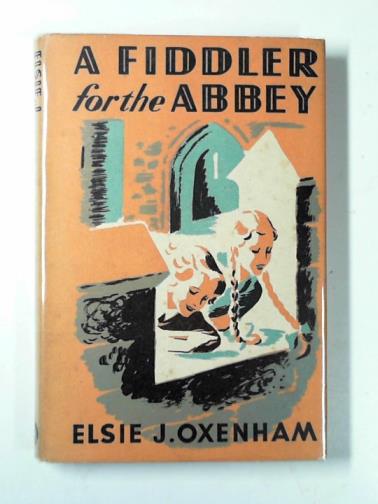 A FIDDLER
for the ABBEY
ELSIE J. OXENHAM